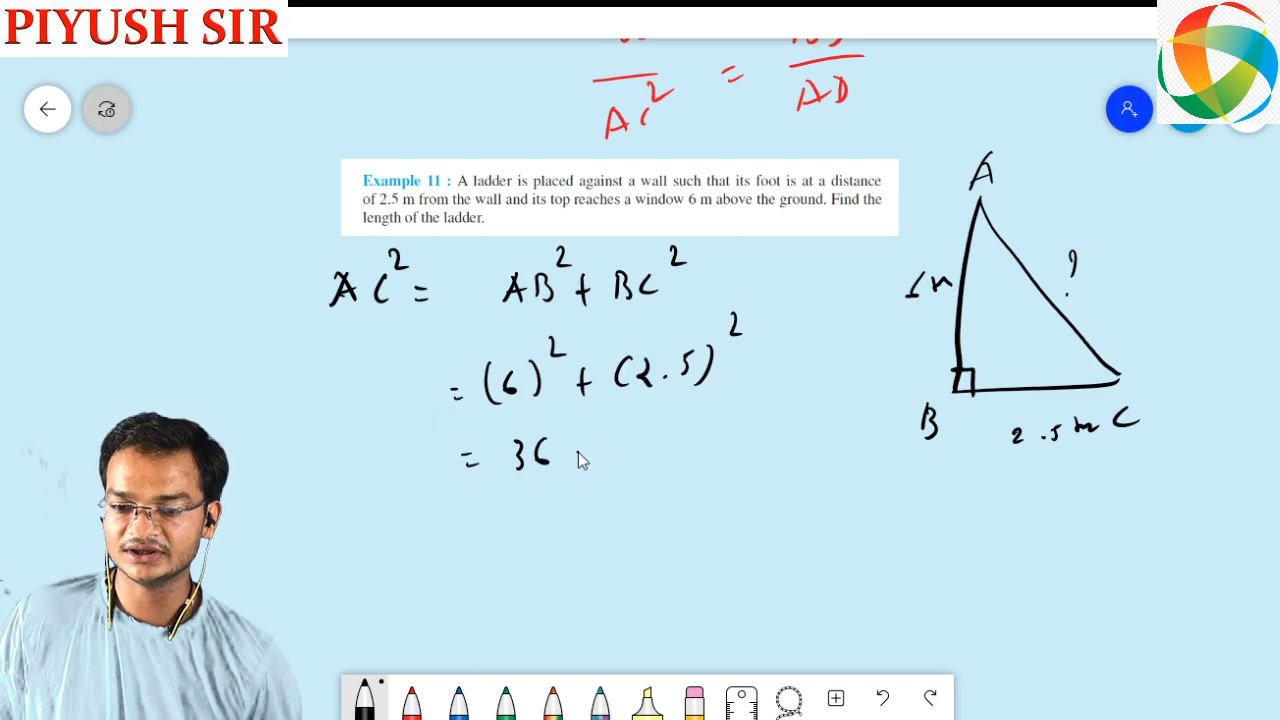 PIYUSH SIR
AC² = AD
Example 11 : A ladder is placed against a wall such that its foot is at a distance
of 2.5 m from the wall and its top reaches a window 6 m above the ground. Find the
length of the ladder.
AC² = AB² + BC²
= (6)² + (2.5)²
= 36
A
?
B
2.5 m C